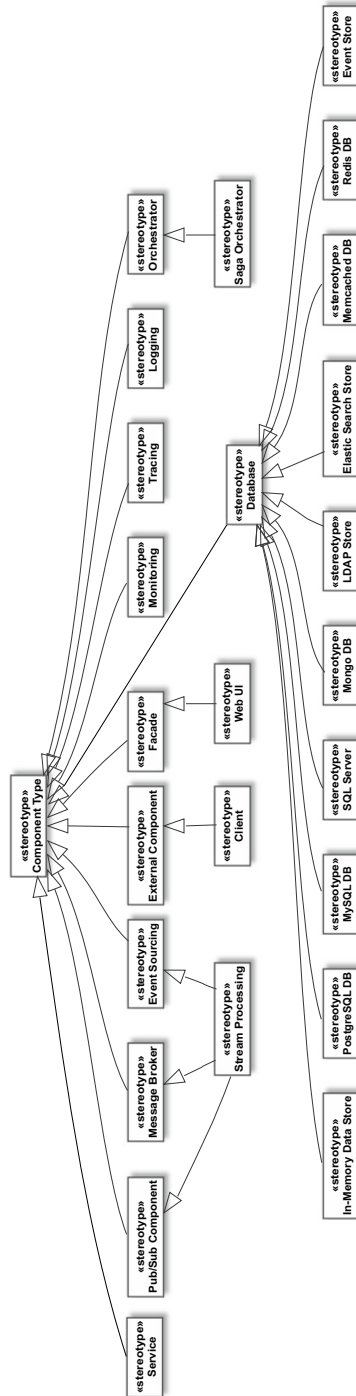 «stereotype»
Component Type
«stereotype»
Service
«stereotype»
Pub/Sub Component
«stereotype»
Message Broker
«stereotype»
Event Sourcing
«stereotype»
External Component
«stereotype»
Facade
«stereotype»
Monitoring
«stereotype»
Tracing
«stereotype»
Logging
«stereotype»
Orchestrator
«stereotype»
Stream Processing
«stereotype»
Client
«stereotype»
Web UI
«stereotype»
Database
«stereotype»
Saga Orchestrator
«stereotype»
In-Memory Data Store
«stereotype»
PostgreSQL DB
«stereotype»
MySQL DB
«stereotype»
SQL Server
«stereotype»
Mongo DB
«stereotype»
LDAP Store
«stereotype»
Elastic Search Store
«stereotype»
Memcached DB
«stereotype»
Redis DB
«stereotype»
Event Store